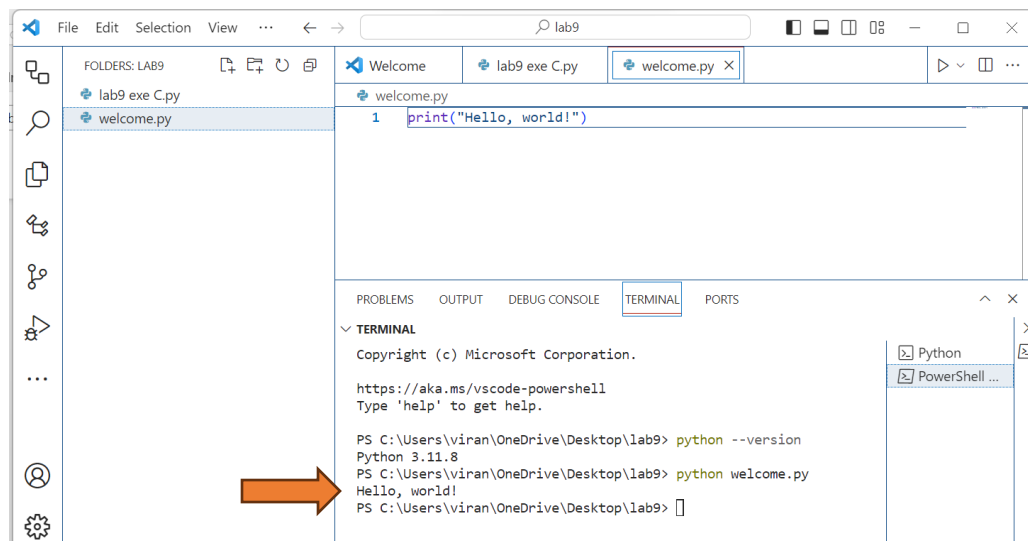 File Edit Selection View ··· lab9
FOLDERS: LAB9
lab9 exe C.py
welcome.py
Welcome lab9 exe C.py welcome.py
welcome.py
1 print("Hello, world!")
PROBLEMS OUTPUT DEBUG CONSOLE TERMINAL PORTS
TERMINAL
Copyright (c) Microsoft Corporation.
https://aka.ms/vscode-powershell
Type 'help' to get help.
PS C:\Users\viran\OneDrive\Desktop\lab9> python --version
Python 3.11.8
PS C:\Users\viran\OneDrive\Desktop\lab9> python welcome.py
Hello, world!
PS C:\Users\viran\OneDrive\Desktop\lab9>
Python
PowerShell ...